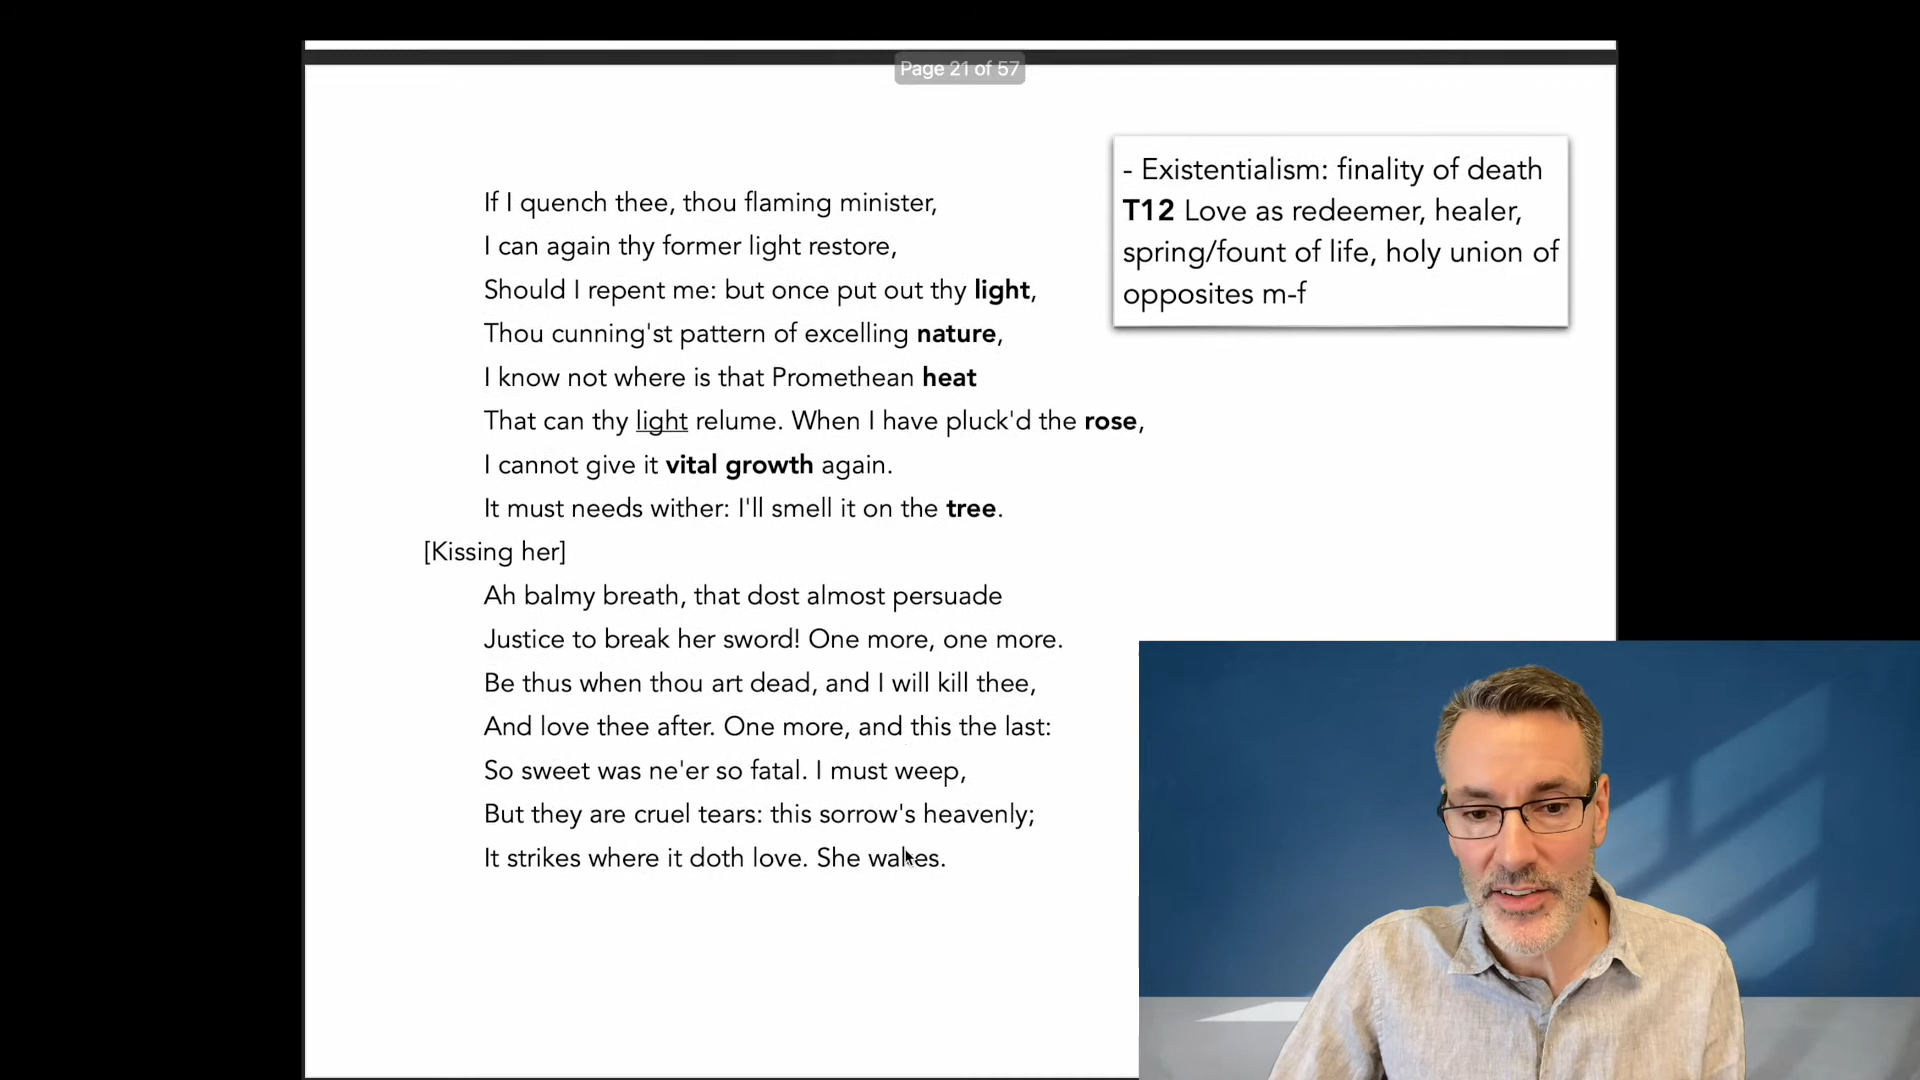 Page 21 of 57
- Existentialism: finality of death
T12 Love as redeemer, healer,
spring/fount of life, holy union of
opposites m-f
If I quench thee, thou flaming minister,
I can again thy former light restore,
Should I repent me: but once put out thy light,
Thou cunning'st pattern of excelling nature,
I know not where is that Promethean heat
That can thy light relume. When I have pluck'd the rose,
I cannot give it vital growth again.
It must needs wither: I'll smell it on the tree.
[Kissing her]
Ah balmy breath, that dost almost persuade
Justice to break her sword! One more, one more.
Be thus when thou art dead, and I will kill thee,
And love thee after. One more, and this the last:
So sweet was ne'er so fatal. I must weep,
But they are cruel tears: this sorrow's heavenly;
It strikes where it doth love. She wakes.